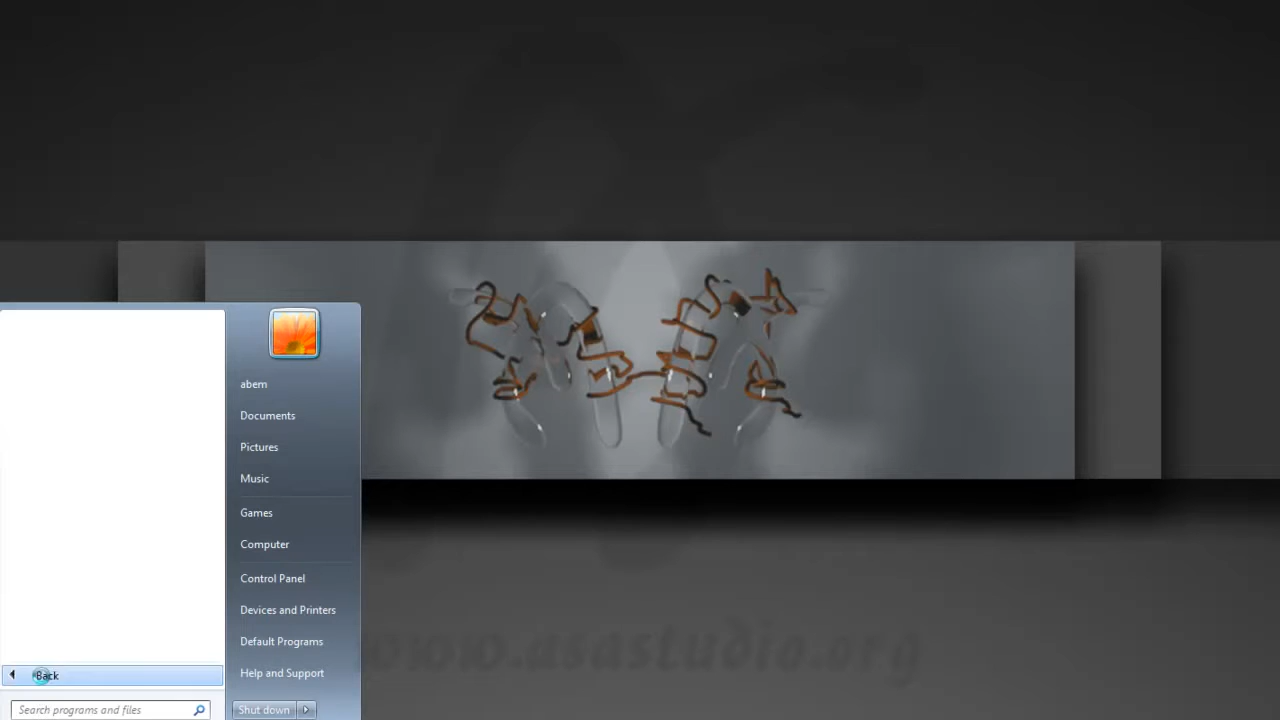 abem
Documents
Pictures
Music
Games
Computer
Control Panel
Devices and Printers
Default Programs
Help and Support
Back
Search programs and files
Shut down
www.asastudio.org